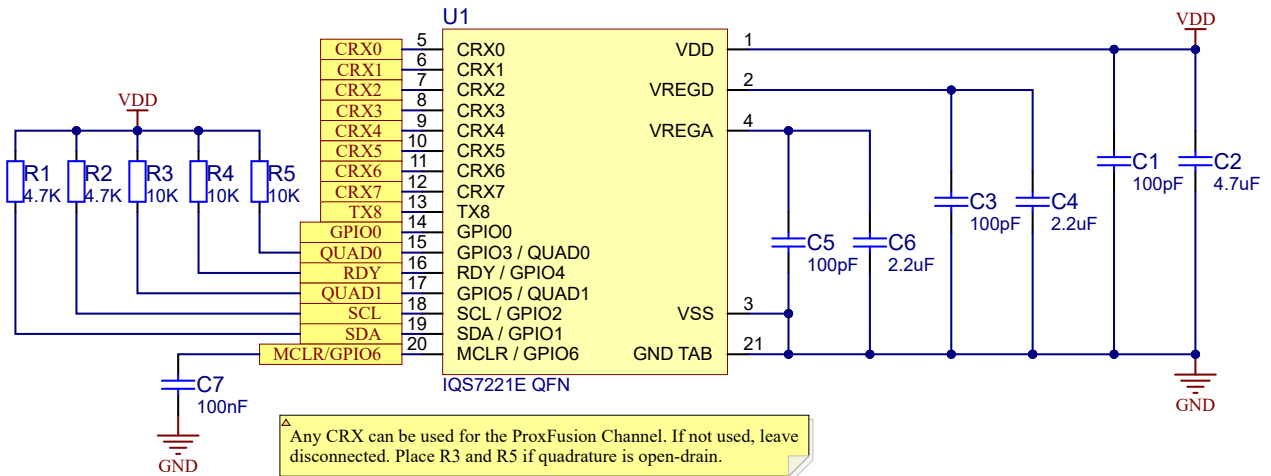 U1
VDD
CRX0 5 CRX0 VDD 1
CRX1 6 CRX1
CRX2 7 CRX2 VREGD 2
CRX3 8 CRX3
VDD
CRX4 9 CRX4 VREGA 4
CRX5 10 CRX5
C1 100pF
C2 4.7uF
CRX6 11 CRX6
R1 4.7K
R2 4.7K
R3 10K
R4 10K
R5 10K
CRX7 12 CRX7
C3 100pF
C4 2.2uF
TX8 13 TX8
GPIO0 14 GPIO0
C5 100pF
C6 2.2uF
QUAD0 15 GPIO3 / QUAD0
RDY 16 RDY / GPIO4
QUAD1 17 GPIO5 / QUAD1
SCL 18 SCL / GPIO2 VSS 3
SDA 19 SDA / GPIO1
MCLR/GPIO6 20 MCLR / GPIO6 GND TAB 21
IQS7221E QFN
C7 100nF
GND
GND
Any CRX can be used for the ProxFusion Channel. If not used, leave
disconnected. Place R3 and R5 if quadrature is open-drain.